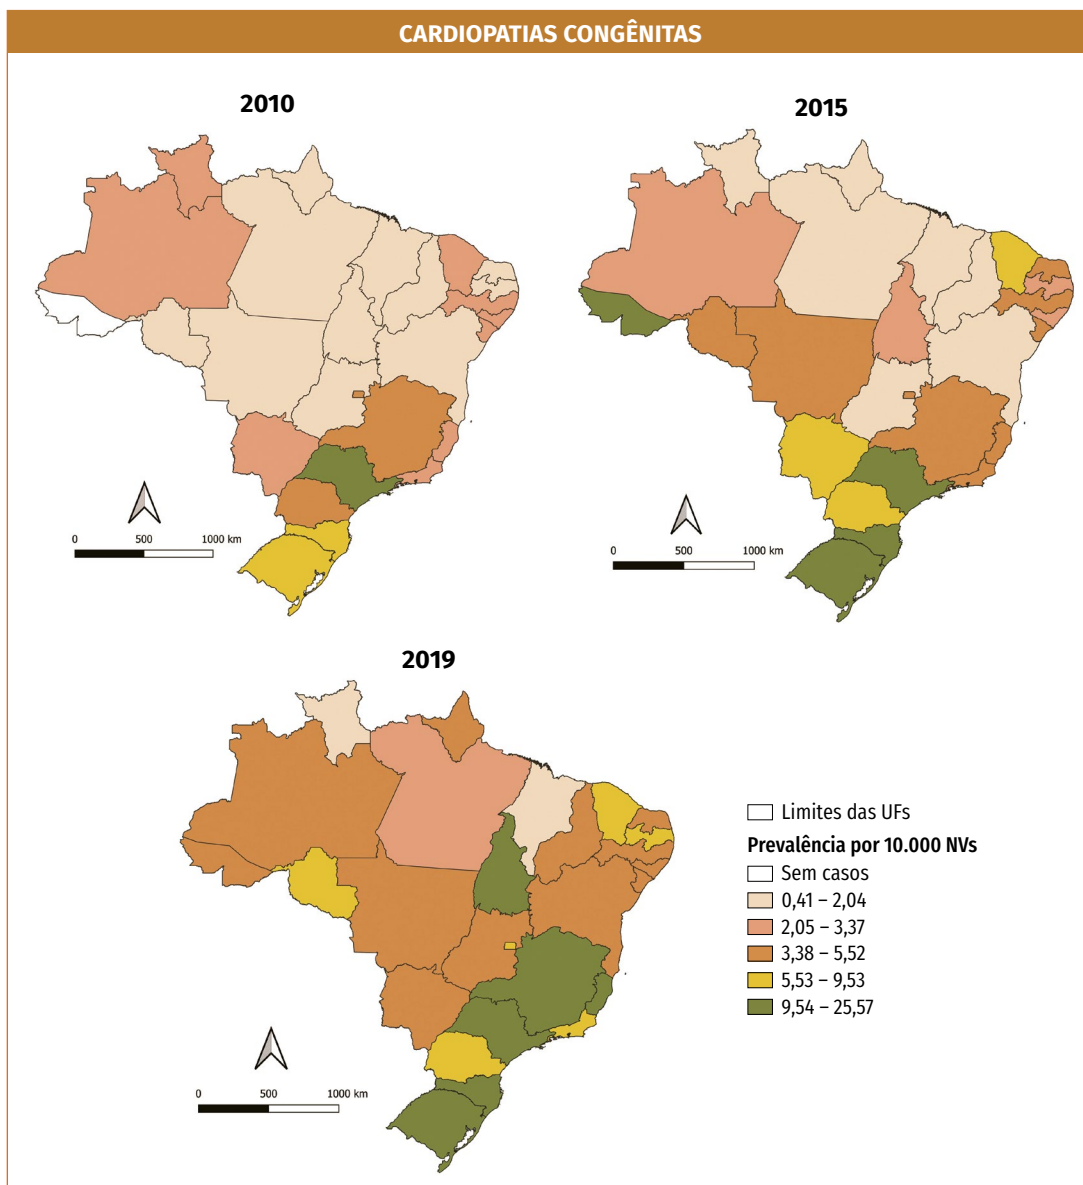 CARDIOPATIAS CONGÊNITAS
2010
2015
0 500 1000 km
0 500 1000 km
2019
0 500 1000 km
Limites das UFs
Prevalência por 10.000 NVs
Sem casos
0,41 – 2,04
2,05 – 3,37
3,38 – 5,52
5,53 – 9,53
9,54 – 25,57